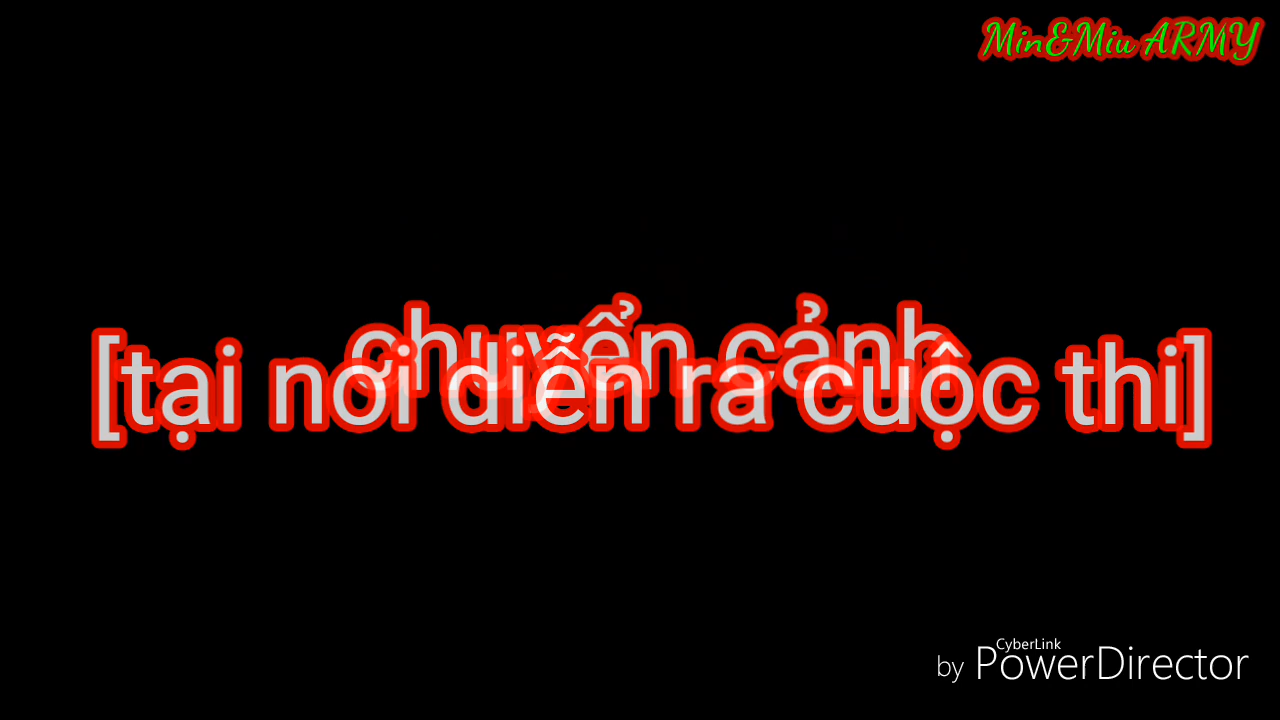 Min&Miu ARMY
chuyển cảnh
[tại nơi diễn ra cuộc thi]
CyberLink
by PowerDirector